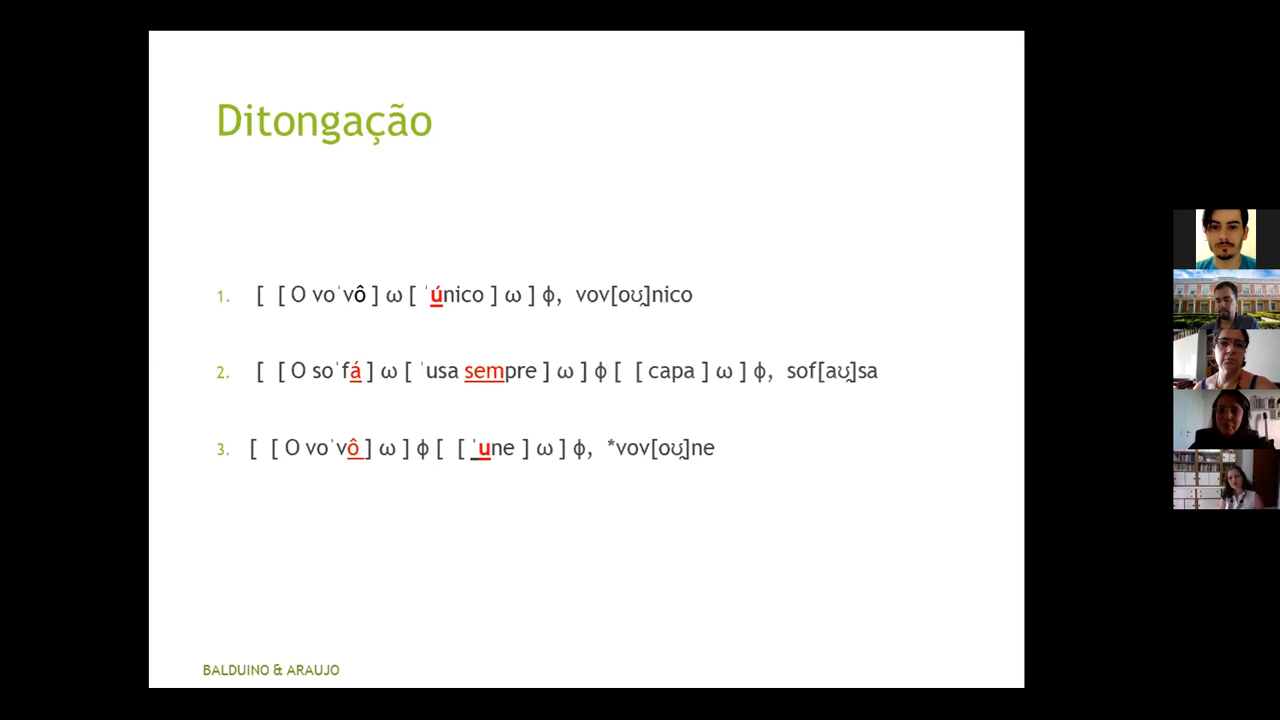 Ditongação
1. [ [ O voˈvô ] ω [ ˈúnico ] ω ] ϕ, vov[oʊ̯]nico
2. [ [ O soˈfá ] ω [ ˈusa sempre ] ω ] ϕ [ [ capa ] ω ] ϕ, sof[aʊ̯]sa
3. [ [ O voˈvô ] ω ] ϕ [ [ ˈune ] ω ] ϕ, *vov[oʊ̯]ne
BALDUINO & ARAUJO